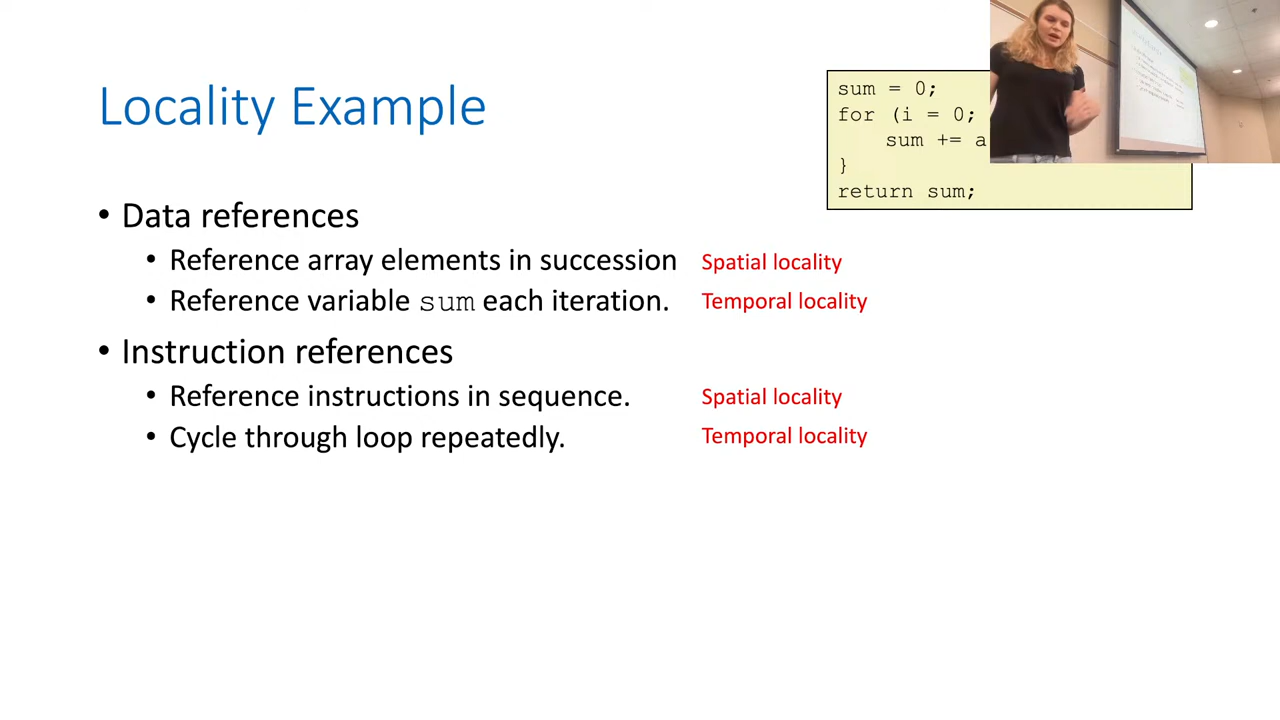 Locality Example
sum = 0;
for (i = 0;
sum += a
}
return sum;
• Data references
• Reference array elements in succession Spatial locality
• Reference variable sum each iteration. Temporal locality
• Instruction references
• Reference instructions in sequence. Spatial locality
• Cycle through loop repeatedly. Temporal locality